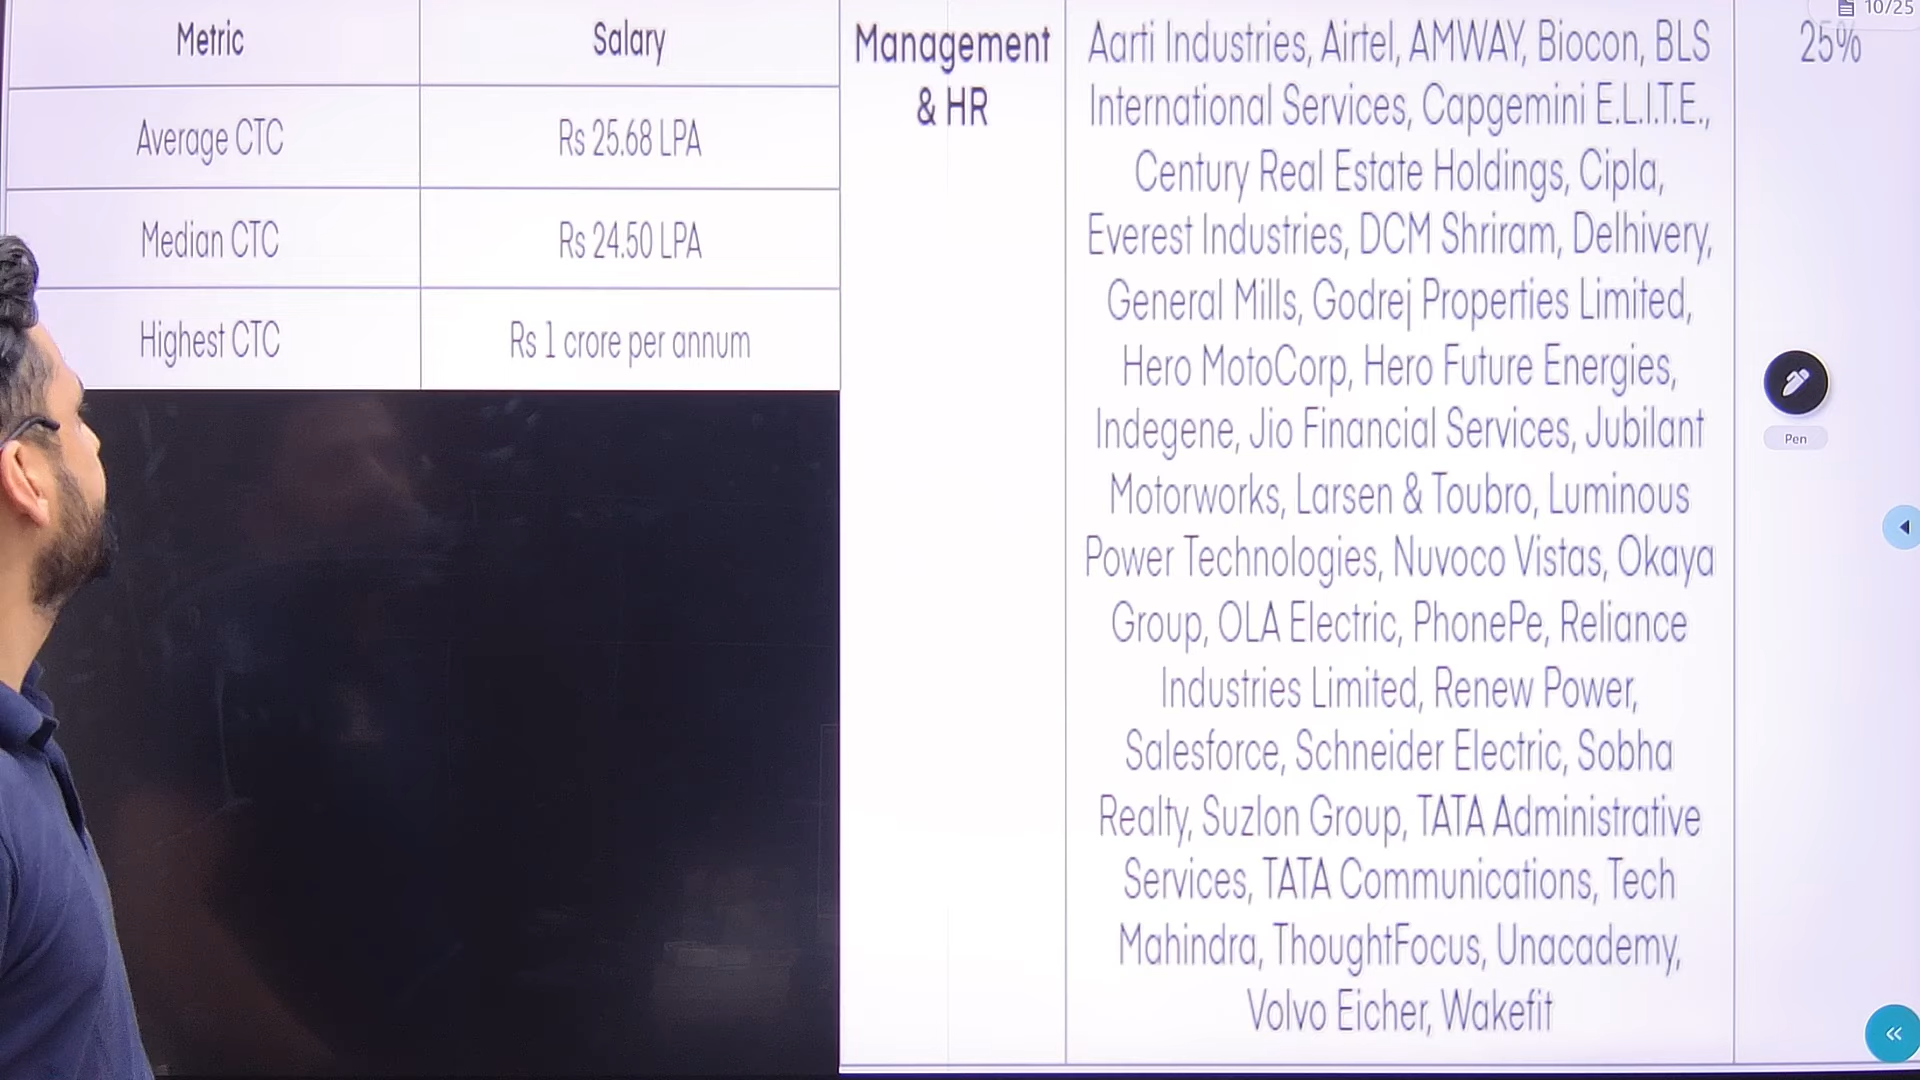 Metric Salary
Average CTC Rs 25.68 LPA
Median CTC Rs 24.50 LPA
Highest CTC Rs 1 crore per annum
Management
& HR
Aarti Industries, Airtel, AMWAY, Biocon, BLS
International Services, Capgemini E.L.I.T.E.,
Century Real Estate Holdings, Cipla,
Everest Industries, DCM Shriram, Delhivery,
General Mills, Godrej Properties Limited,
Hero MotoCorp, Hero Future Energies,
Indegene, Jio Financial Services, Jubilant
Motorworks, Larsen & Toubro, Luminous
Power Technologies, Nuvoco Vistas, Okaya
Group, OLA Electric, PhonePe, Reliance
Industries Limited, Renew Power,
Salesforce, Schneider Electric, Sobha
Realty, Suzlon Group, TATA Administrative
Services, TATA Communications, Tech
Mahindra, ThoughtFocus, Unacademy,
Volvo Eicher, Wakefit
25%
10/25
Pen